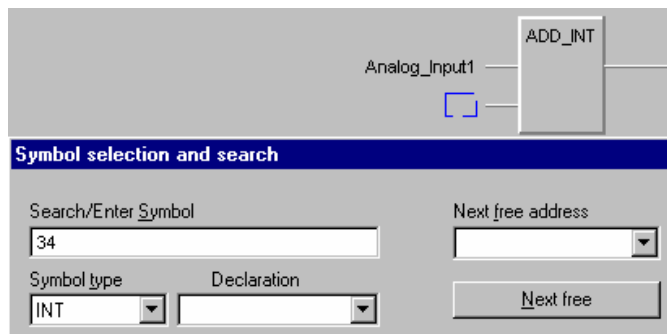 ADD_INT
Analog_Input1
Symbol selection and search
Search/Enter Symbol
Next free address
34
Symbol type
Declaration
INT
Next free